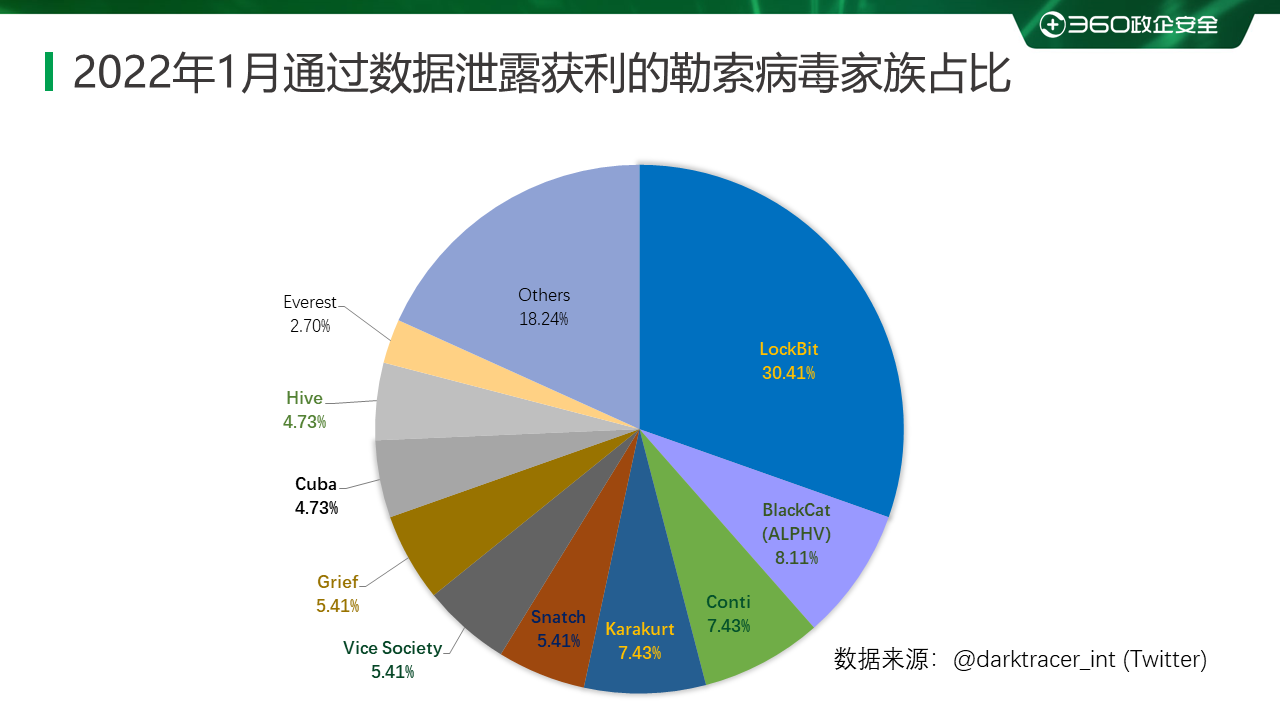 360政企安全
2022年1月通过数据泄露获利的勒索病毒家族占比
Others
18.24%
LockBit
30.41%
BlackCat
(ALPHV)
8.11%
Conti
7.43%
Karakurt
7.43%
Snatch
5.41%
Vice Society
5.41%
Grief
5.41%
Cuba
4.73%
Hive
4.73%
Everest
2.70%
数据来源：@darktracer_int (Twitter)